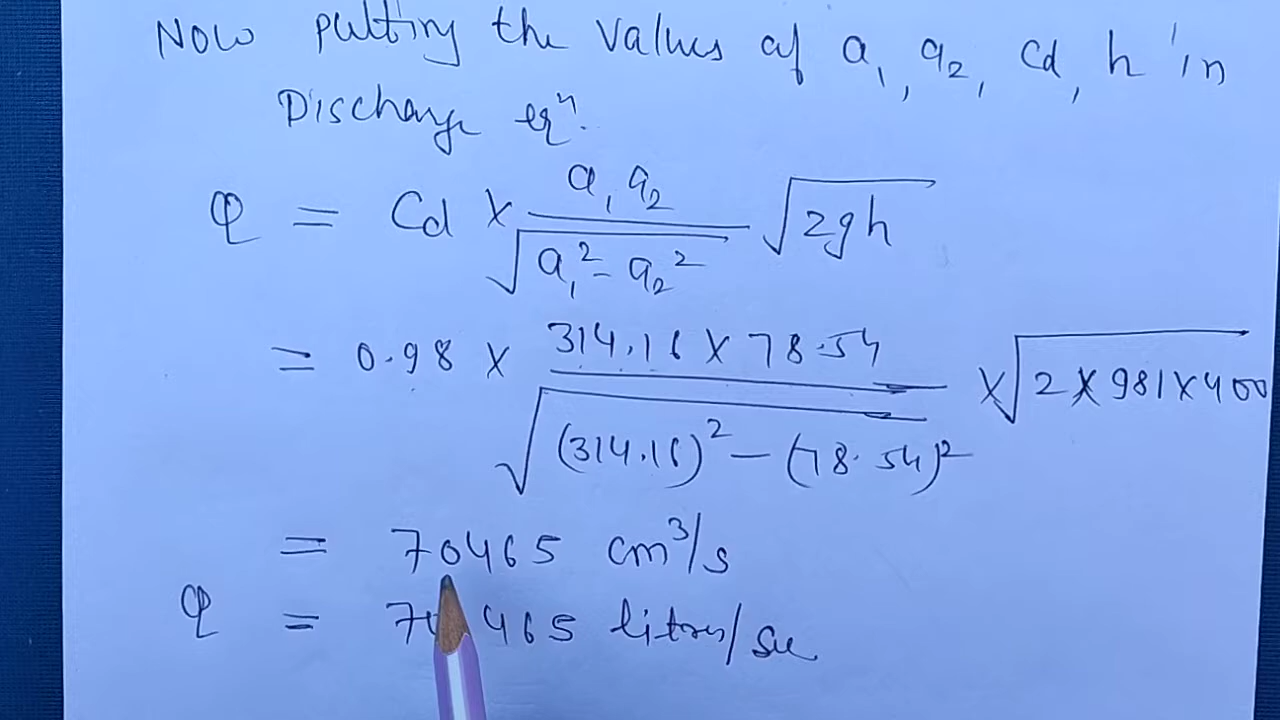 Now putting the values of a₁, a₂, Cd, h in
Discharge eqⁿ.
Q = Cd × a₁ a₂ / √(a₁² - a₂²) √2gh
= 0.98 × 314.16 × 78.54 / √((314.16)² - (78.54)²) × √2 × 981 × 400
= 70465 cm³/s
Q = 70 465 litres/sec